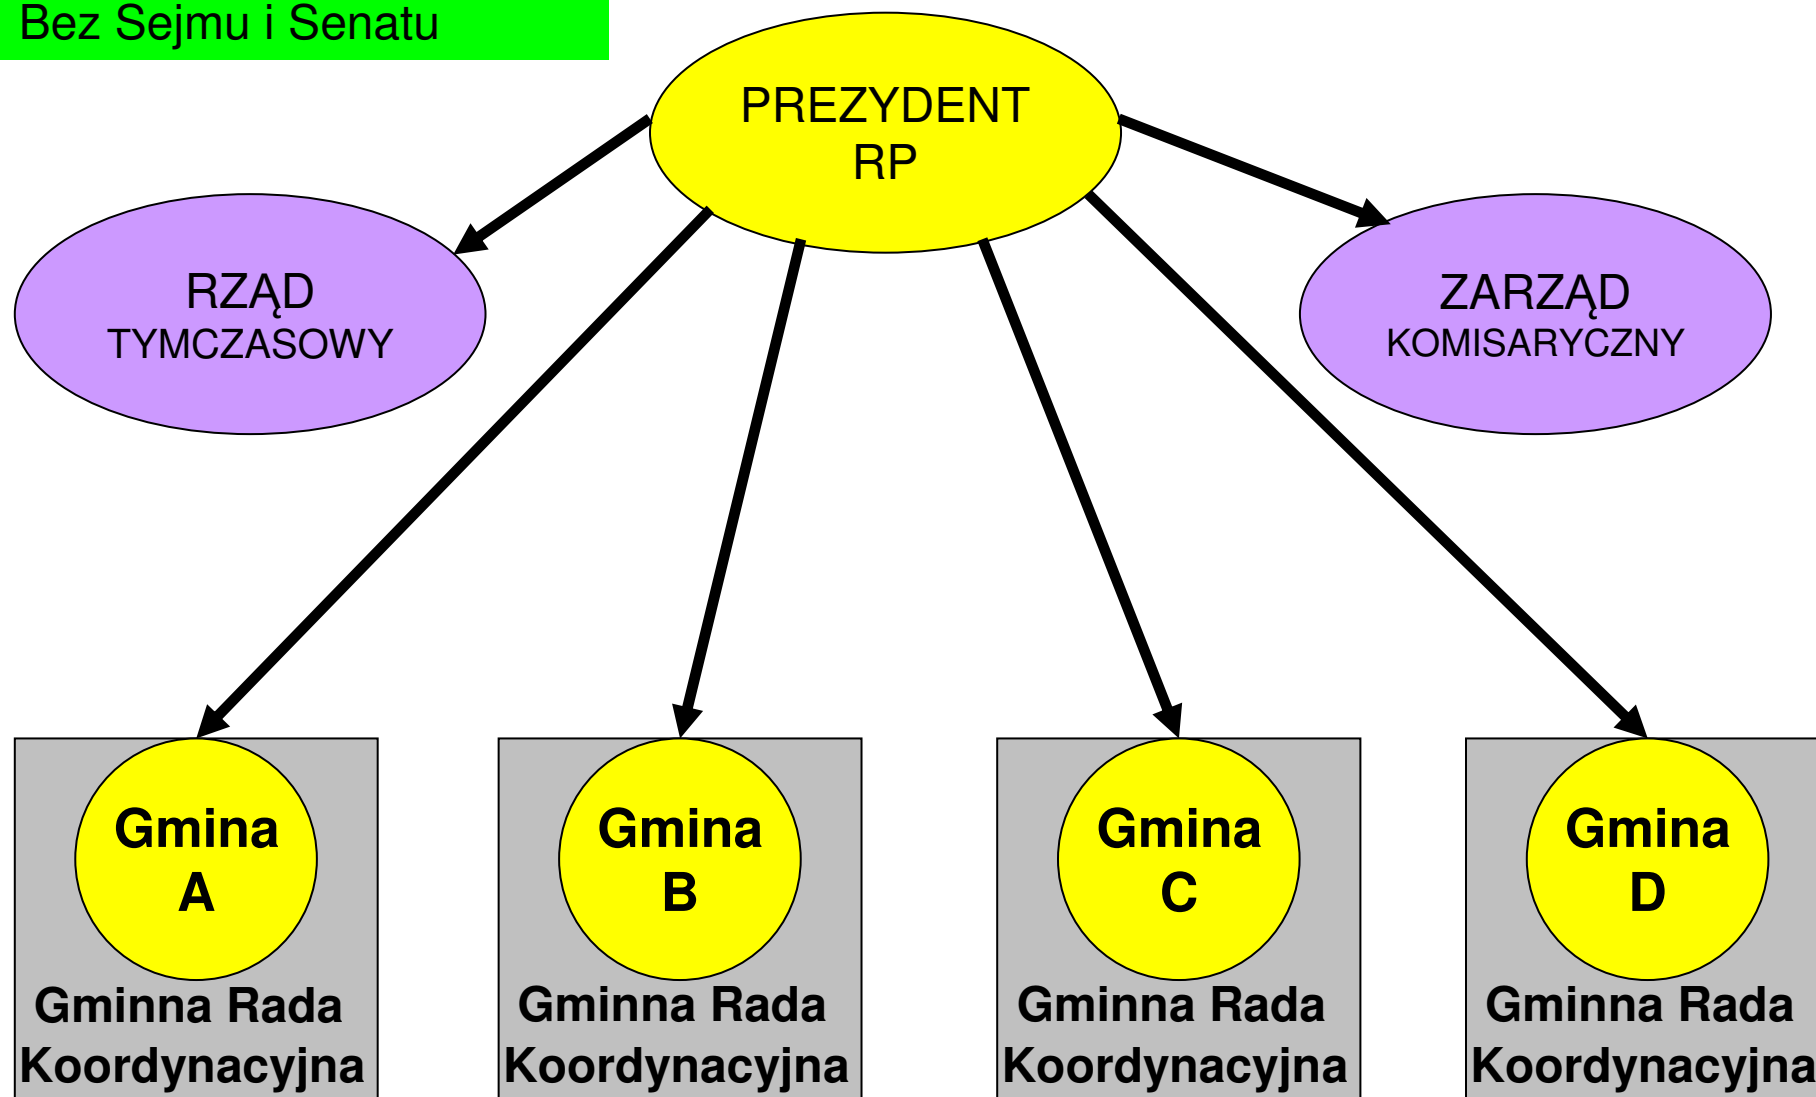 Bez Sejmu i Senatu
PREZYDENT
RP
RZĄD
TYMCZASOWY
ZARZĄD
KOMISARYCZNY
Gmina
A
Gminna Rada
Koordynacyjna
Gmina
B
Gminna Rada
Koordynacyjna
Gmina
C
Gminna Rada
Koordynacyjna
Gmina
D
Gminna Rada
Koordynacyjna